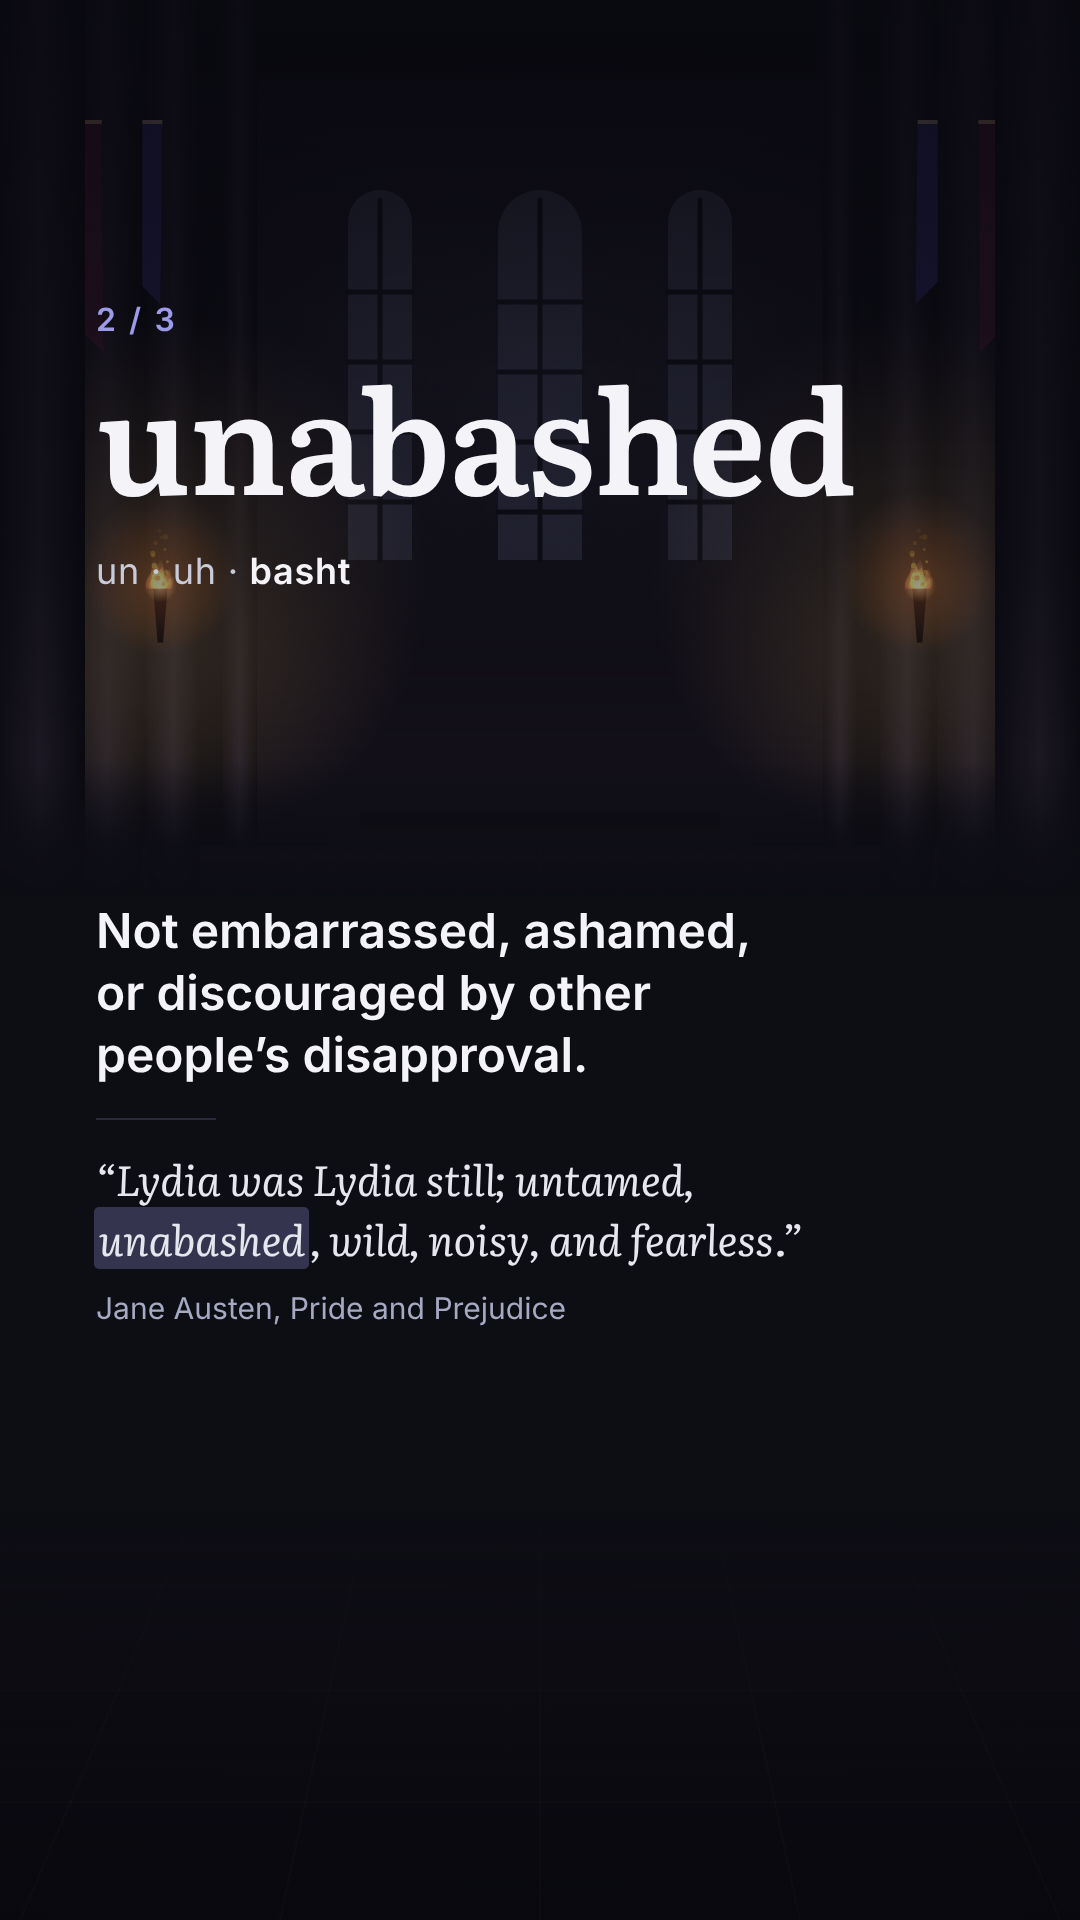 2 / 3
unabashed
un · uh · basht
Not embarrassed, ashamed,
or discouraged by other
people’s disapproval.
“Lydia was Lydia still; untamed,
unabashed, wild, noisy, and fearless.”
Jane Austen, Pride and Prejudice